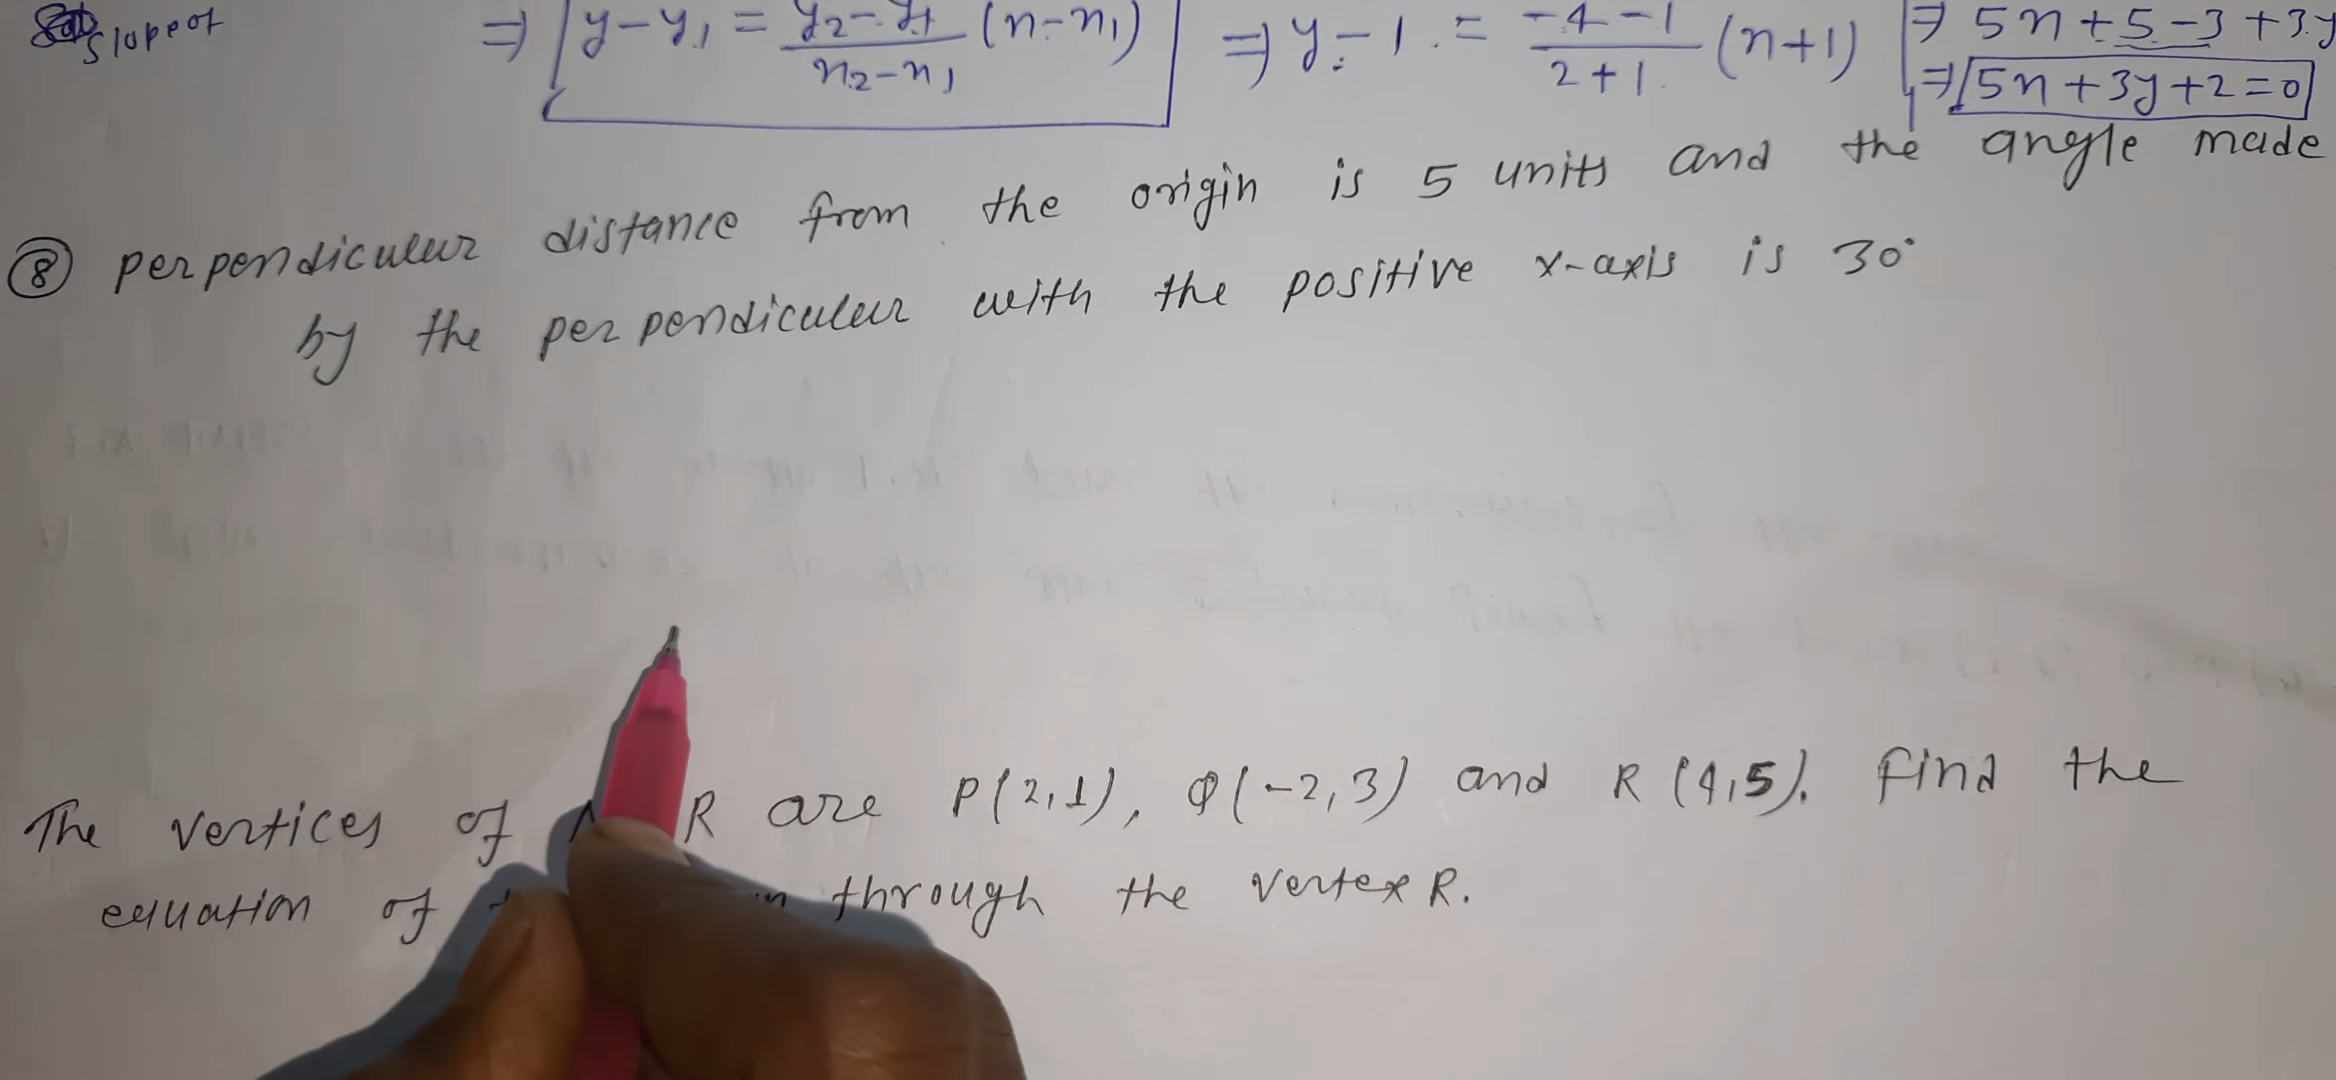 slope of
⇒ y-y₁ = y₂-y₁/x₂-x₁ (x-x₁) ⇒ y-1 = -4-1/2+1 (x+1) ⇒ 5x+5-3+3y
⇒ 5x+3y+2=0
⑧ perpendicular distance from the origin is 5 units and the angle made
by the perpendicular with the positive x-axis is 30°
The vertices of R are P(2,1), Q(-2,3) and R (4,5). find the
equation of through the vertex R.